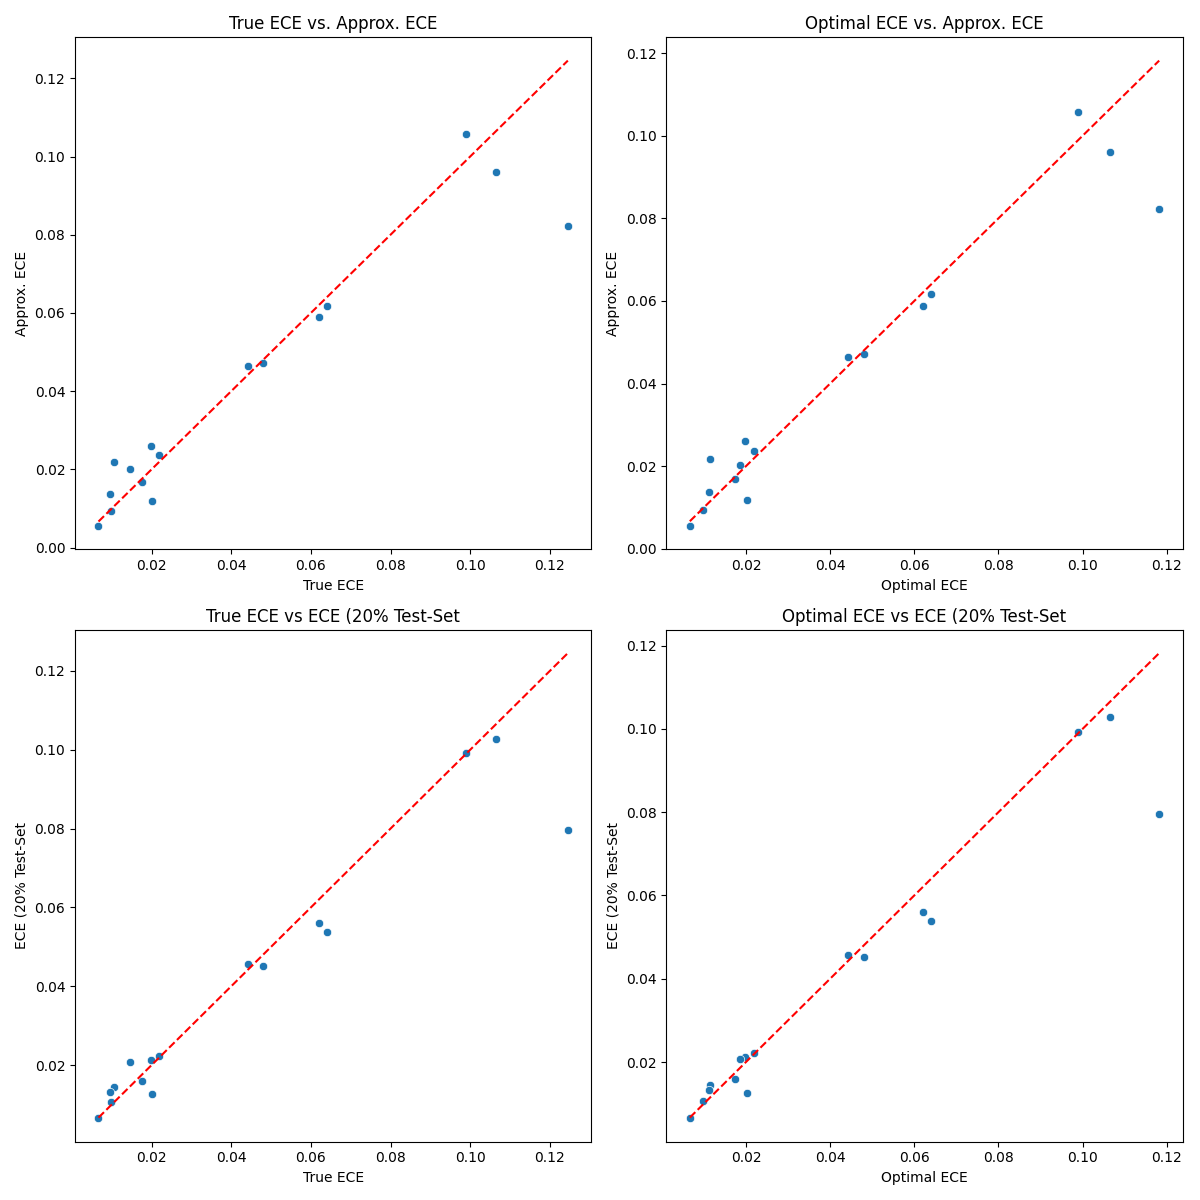 True ECE vs. Approx. ECE
0.12
0.10
0.08
0.06
0.04
0.02
0.00
Approx. ECE
0.02 0.04 0.06 0.08 0.10 0.12
True ECE
Optimal ECE vs. Approx. ECE
0.12
0.10
0.08
0.06
0.04
0.02
0.00
Approx. ECE
0.02 0.04 0.06 0.08 0.10 0.12
Optimal ECE
True ECE vs ECE (20% Test-Set
0.12
0.10
0.08
0.06
0.04
0.02
ECE (20% Test-Set
0.02 0.04 0.06 0.08 0.10 0.12
True ECE
Optimal ECE vs ECE (20% Test-Set
0.12
0.10
0.08
0.06
0.04
0.02
ECE (20% Test-Set
0.02 0.04 0.06 0.08 0.10 0.12
Optimal ECE